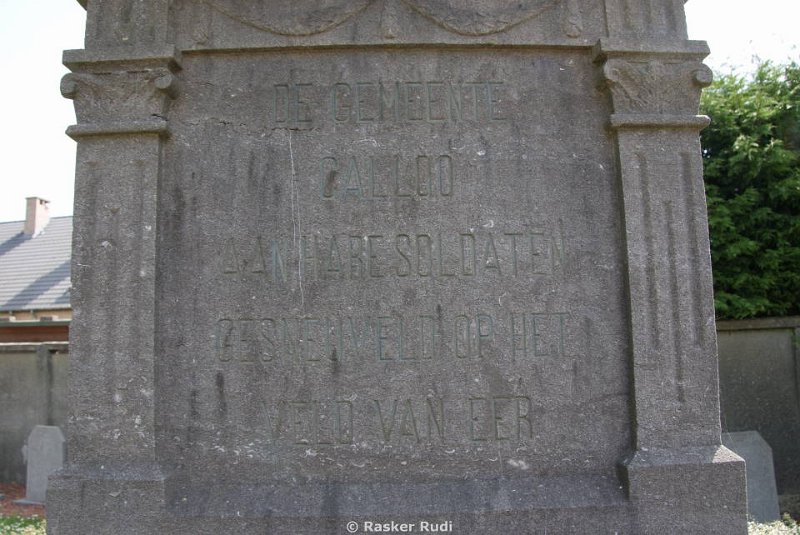 DE GEMEENTE
CALLOO
AAN HARE SOLDATEN
GESNEUVELD OP HET
VELD VAN EER
© Rasker Rudi